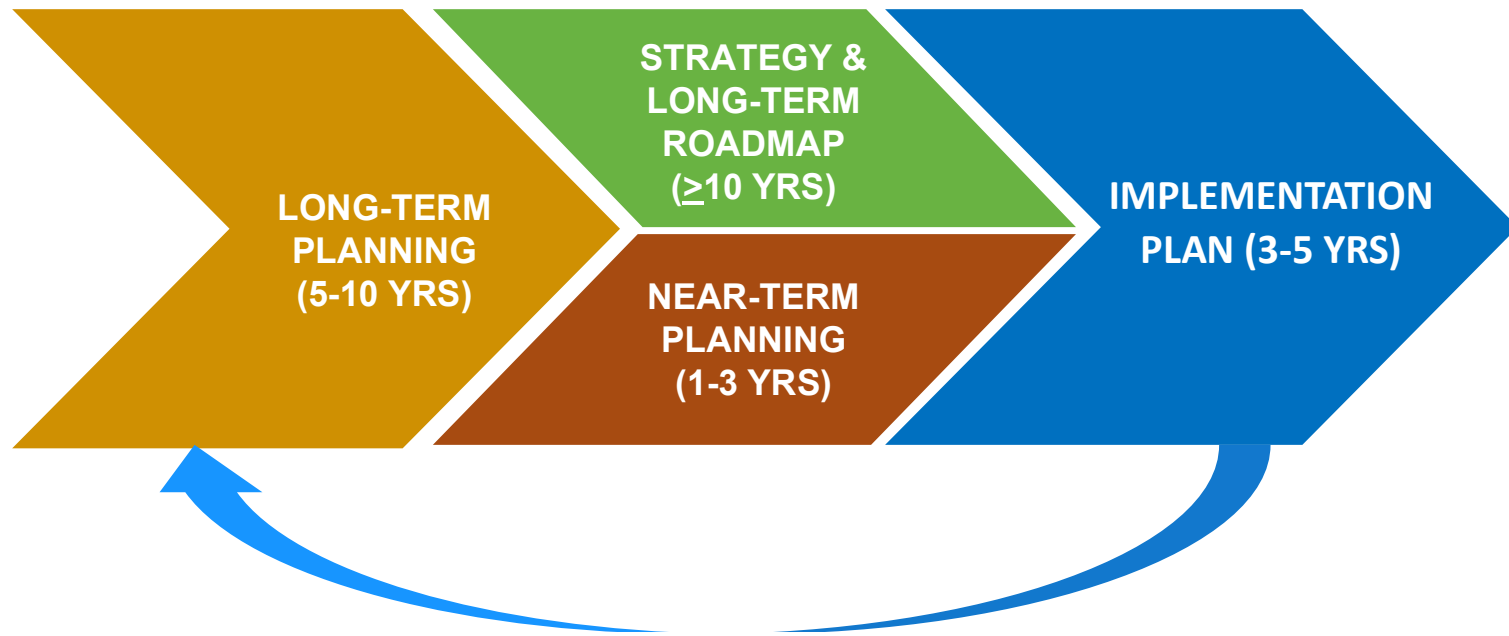 LONG-TERM
PLANNING
(5-10 YRS)
STRATEGY &
LONG-TERM
ROADMAP
(≥10 YRS)
NEAR-TERM
PLANNING
(1-3 YRS)
IMPLEMENTATION
PLAN (3-5 YRS)